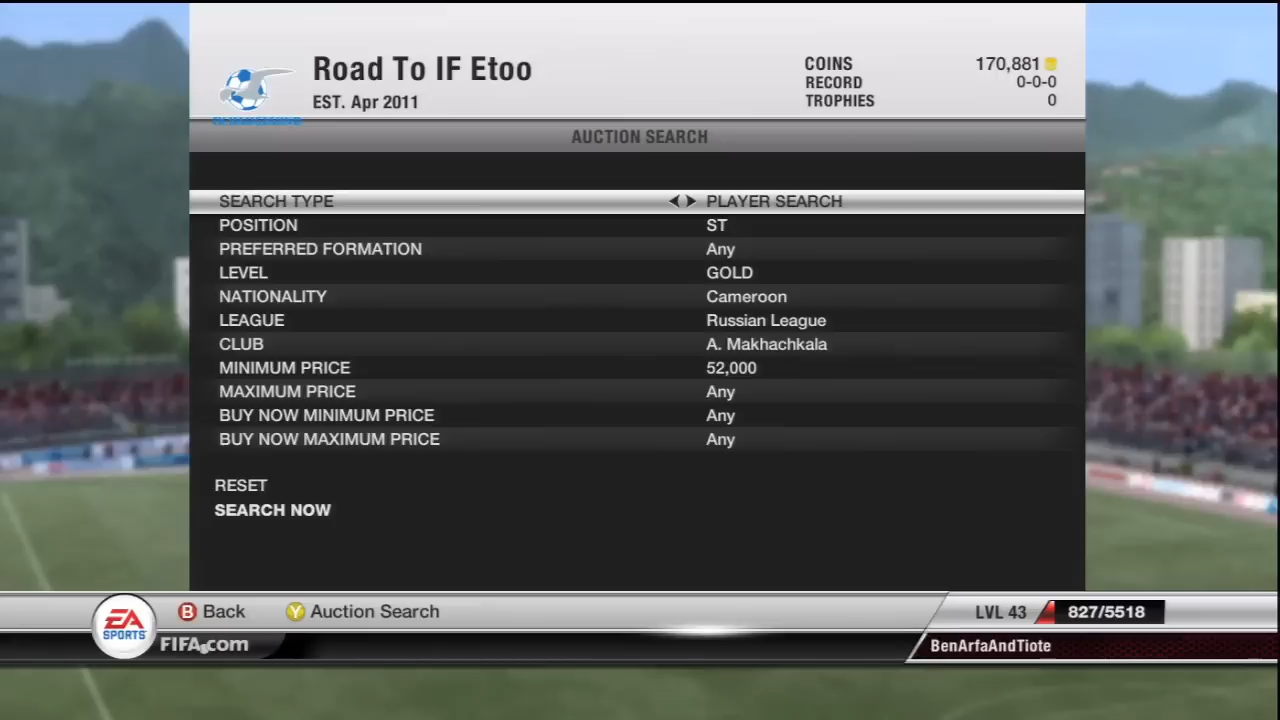 Road To IF Etoo
EST. Apr 2011
COINS 170,881
RECORD 0-0-0
TROPHIES 0
AUCTION SEARCH
SEARCH TYPE PLAYER SEARCH
POSITION ST
PREFERRED FORMATION Any
LEVEL GOLD
NATIONALITY Cameroon
LEAGUE Russian League
CLUB A. Makhachkala
MINIMUM PRICE 52,000
MAXIMUM PRICE Any
BUY NOW MINIMUM PRICE Any
BUY NOW MAXIMUM PRICE Any
RESET
SEARCH NOW
B Back Y Auction Search
LVL 43 827/5518
EA SPORTS
FIFA.com
BenArfaAndTiote